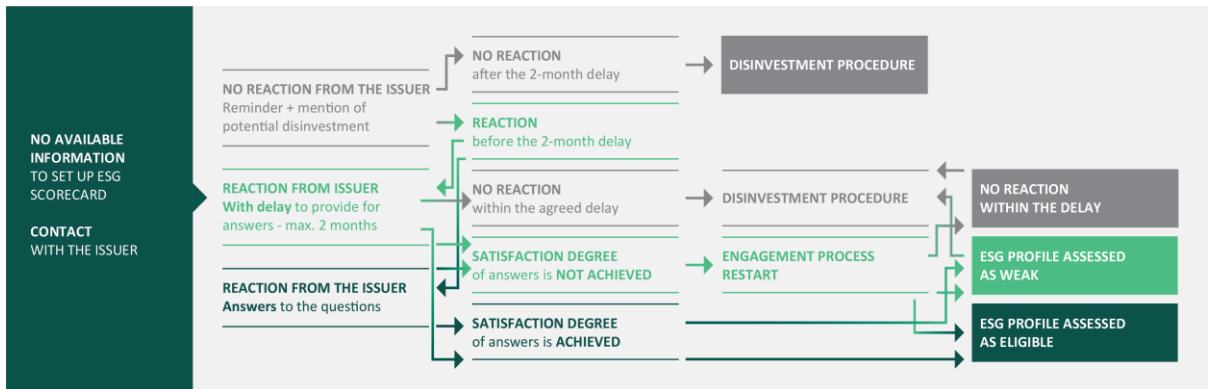 NO AVAILABLE
INFORMATION
TO SET UP ESG
SCORECARD
CONTACT
WITH THE ISSUER
NO REACTION FROM THE ISSUER
Reminder + mention of
potential disinvestment
REACTION FROM ISSUER
With delay to provide for
answers - max. 2 months
REACTION FROM THE ISSUER
Answers to the questions
NO REACTION
after the 2-month delay
REACTION
before the 2-month delay
NO REACTION
within the agreed delay
SATISFACTION DEGREE
of answers is NOT ACHIEVED
SATISFACTION DEGREE
of answers is ACHIEVED
DISINVESTMENT PROCEDURE
DISINVESTMENT PROCEDURE
ENGAGEMENT PROCESS
RESTART
NO REACTION
WITHIN THE DELAY
ESG PROFILE ASSESSED
AS WEAK
ESG PROFILE ASSESSED
AS ELIGIBLE